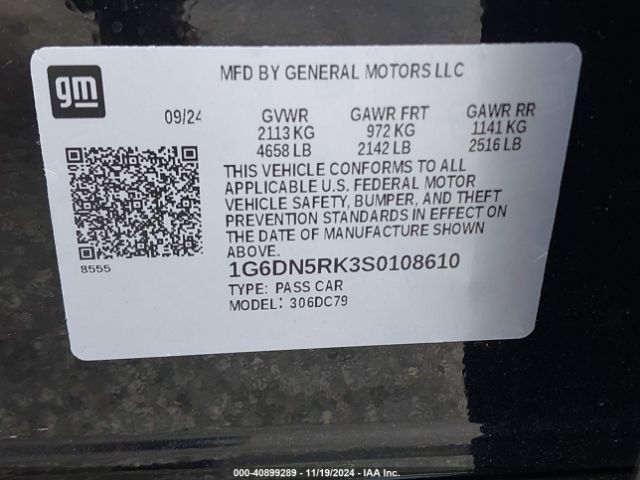 gm
MFD BY GENERAL MOTORS LLC
09/24 GVWR GAWR FRT GAWR RR
2113 KG 972 KG 1141 KG
4658 LB 2142 LB 2516 LB
THIS VEHICLE CONFORMS TO ALL
APPLICABLE U.S. FEDERAL MOTOR
VEHICLE SAFETY, BUMPER, AND THEFT
PREVENTION STANDARDS IN EFFECT ON
THE DATE OF MANUFACTURE SHOWN
ABOVE.
8555
1G6DN5RK3S0108610
TYPE: PASS CAR
MODEL: 306DC79
000-40899289 - 11/19/2024 - IAA Inc.